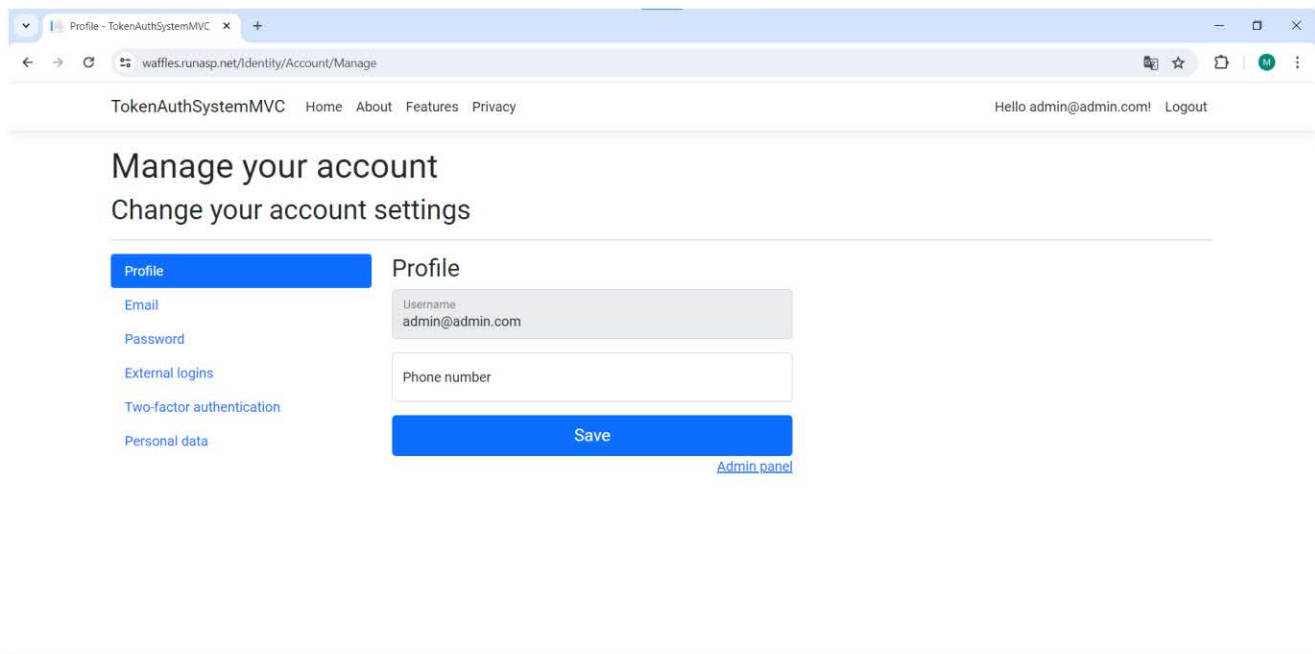 Profile - TokenAuthSystemMVC
waffles.runasp.net/Identity/Account/Manage
M
TokenAuthSystemMVC Home About Features Privacy Hello admin@admin.com! Logout
Manage your account
Change your account settings
Profile
Email
Password
External logins
Two-factor authentication
Personal data
Profile
Username
admin@admin.com
Phone number
Save
Admin panel